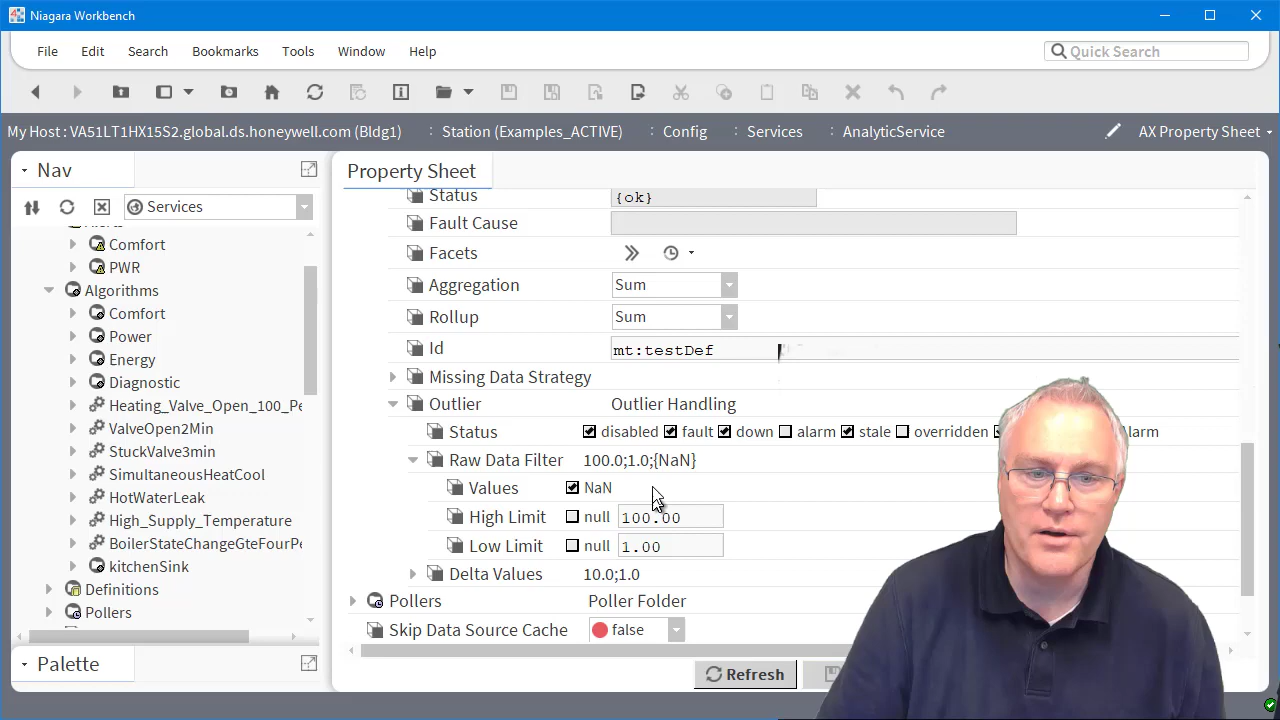 Niagara Workbench
File Edit Search Bookmarks Tools Window Help Quick Search
My Host : VA51LT1HX15S2.global.ds.honeywell.com (Bldg1) : Station (Examples_ACTIVE) : Config : Services : AnalyticService AX Property Sheet
Nav
Services
Comfort
PWR
Algorithms
Comfort
Power
Energy
Diagnostic
Heating_Valve_Open_100_Pe
ValveOpen2Min
StuckValve3min
SimultaneousHeatCool
HotWaterLeak
High_Supply_Temperature
BoilerStateChangeGteFourPe
kitchenSink
Definitions
Pollers
Palette
Property Sheet
Status {ok}
Fault Cause
Facets
Aggregation Sum
Rollup Sum
Id mt:testDef
Missing Data Strategy
Outlier Outlier Handling
Status disabled fault down alarm stale overridden Alarm
Raw Data Filter 100.0;1.0;{NaN}
Values NaN
High Limit null 100.00
Low Limit null 1.00
Delta Values 10.0;1.0
Pollers Poller Folder
Skip Data Source Cache false
Refresh